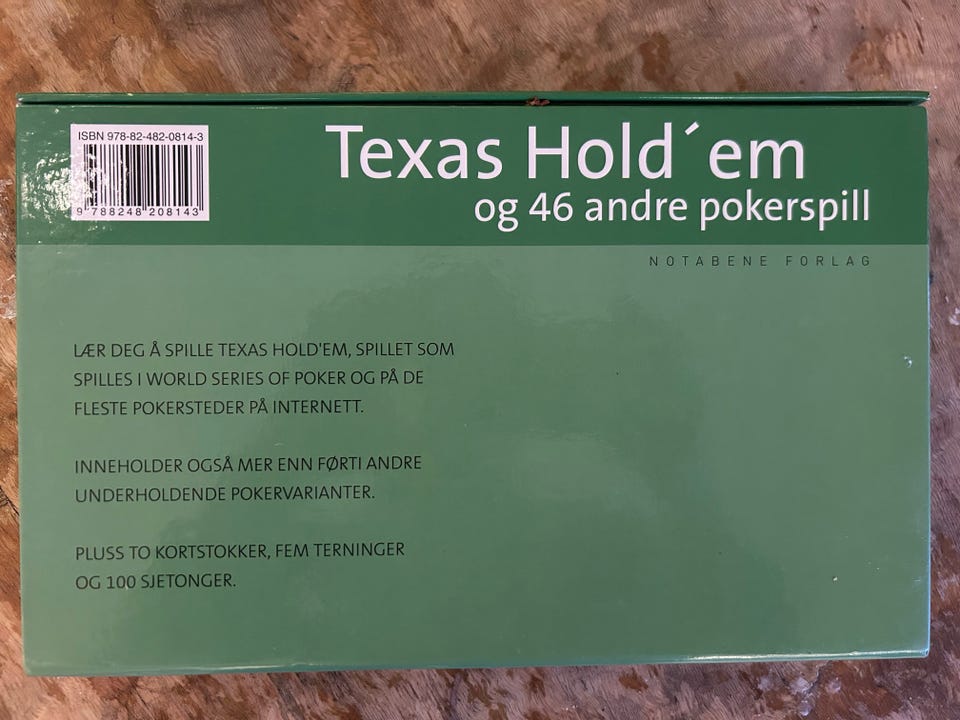 ISBN 978-82-482-0814-3
9 788248 208143
Texas Hold´em
og 46 andre pokerspill
NOTABENE FORLAG
LÆR DEG Å SPILLE TEXAS HOLD'EM, SPILLET SOM
SPILLES I WORLD SERIES OF POKER OG PÅ DE
FLESTE POKERSTEDER PÅ INTERNETT.
INNEHOLDER OGSÅ MER ENN FØRTI ANDRE
UNDERHOLDENDE POKERVARIANTER.
PLUSS TO KORTSTOKKER, FEM TERNINGER
OG 100 SJETONGER.